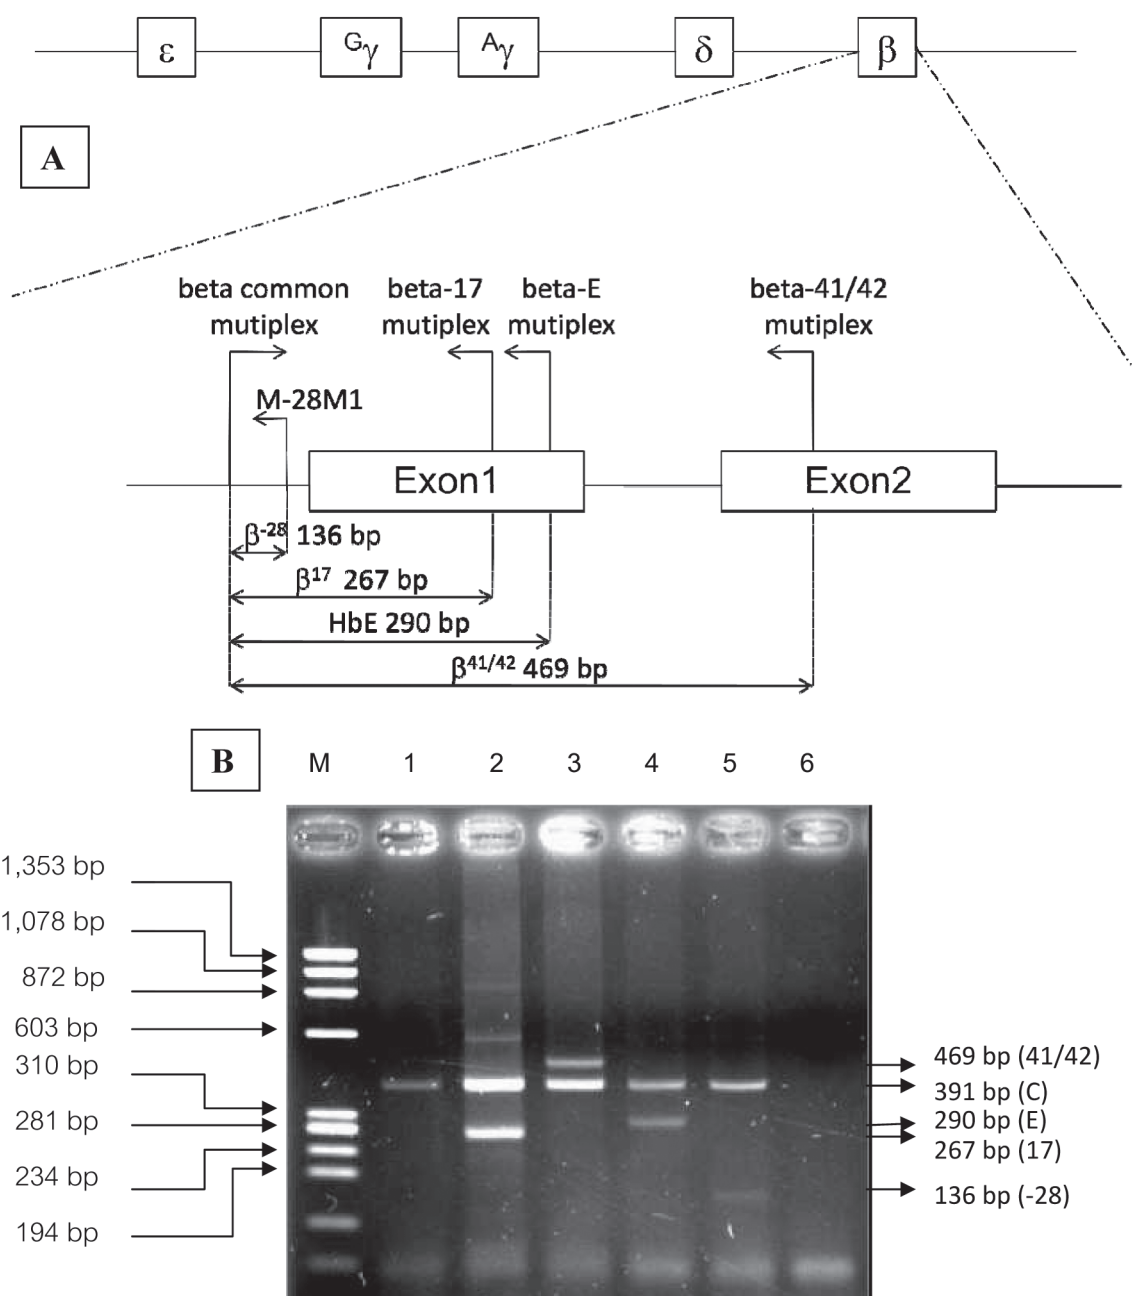 ε Gγ Aγ δ β
A
beta common beta-17 beta-E beta-41/42
mutiplex mutiplex mutiplex mutiplex
M-28M1
Exon1 Exon2
β-28 136 bp
β17 267 bp
HbE 290 bp
β41/42 469 bp
B M 1 2 3 4 5 6
1,353 bp
1,078 bp
872 bp
603 bp
310 bp
281 bp
234 bp
194 bp
469 bp (41/42)
391 bp (C)
290 bp (E)
267 bp (17)
136 bp (-28)